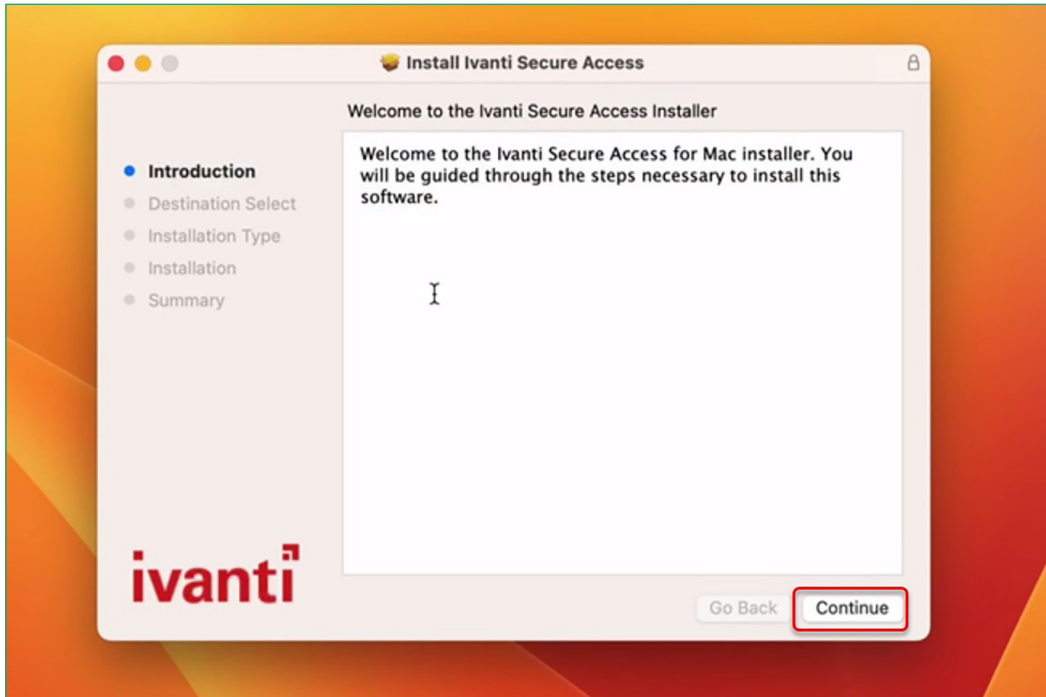 Install Ivanti Secure Access
Welcome to the Ivanti Secure Access Installer
Introduction
Destination Select
Installation Type
Installation
Summary
Welcome to the Ivanti Secure Access for Mac installer. You
will be guided through the steps necessary to install this
software.
ivanti
Go Back
Continue